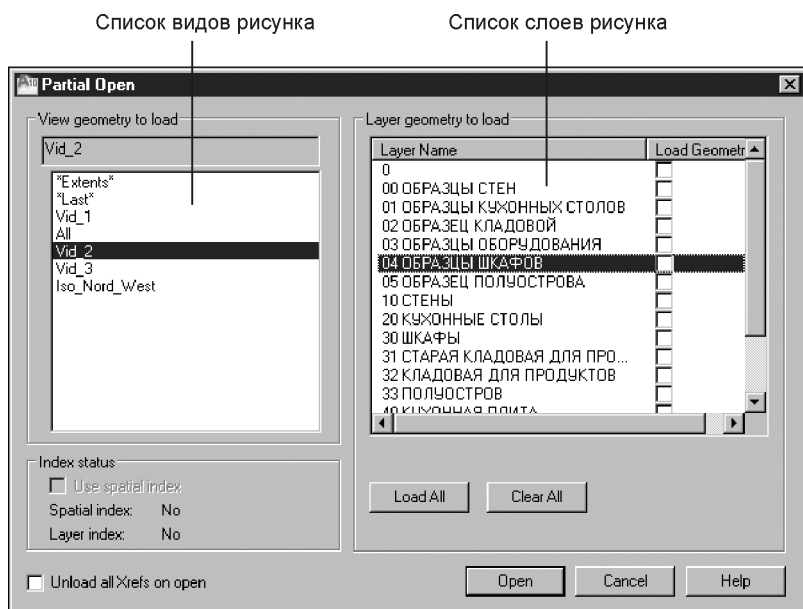 Список видов рисунка
Список слоев рисунка
Partial Open
View geometry to load
Vid_2
*Extents*
*Last*
Vid_1
All
Vid_2
Vid_3
Iso_Nord_West
Layer geometry to load
Layer Name Load Geometr
0
00 ОБРАЗЦЫ СТЕН
01 ОБРАЗЦЫ КУХОННЫХ СТОЛОВ
02 ОБРАЗЕЦ КЛАДОВОЙ
03 ОБРАЗЦЫ ОБОРУДОВАНИЯ
04 ОБРАЗЦЫ ШКАФОВ
05 ОБРАЗЕЦ ПОЛУОСТРОВА
10 СТЕНЫ
20 КУХОННЫЕ СТОЛЫ
30 ШКАФЫ
31 СТАРАЯ КЛАДОВАЯ ДЛЯ ПРО...
32 КЛАДОВАЯ ДЛЯ ПРОДУКТОВ
33 ПОЛУОСТРОВ
40 КУХОННАЯ ПЛИТА
Index status
Use spatial index
Spatial index: No
Layer index: No
Load All
Clear All
Unload all Xrefs on open
Open
Cancel
Help